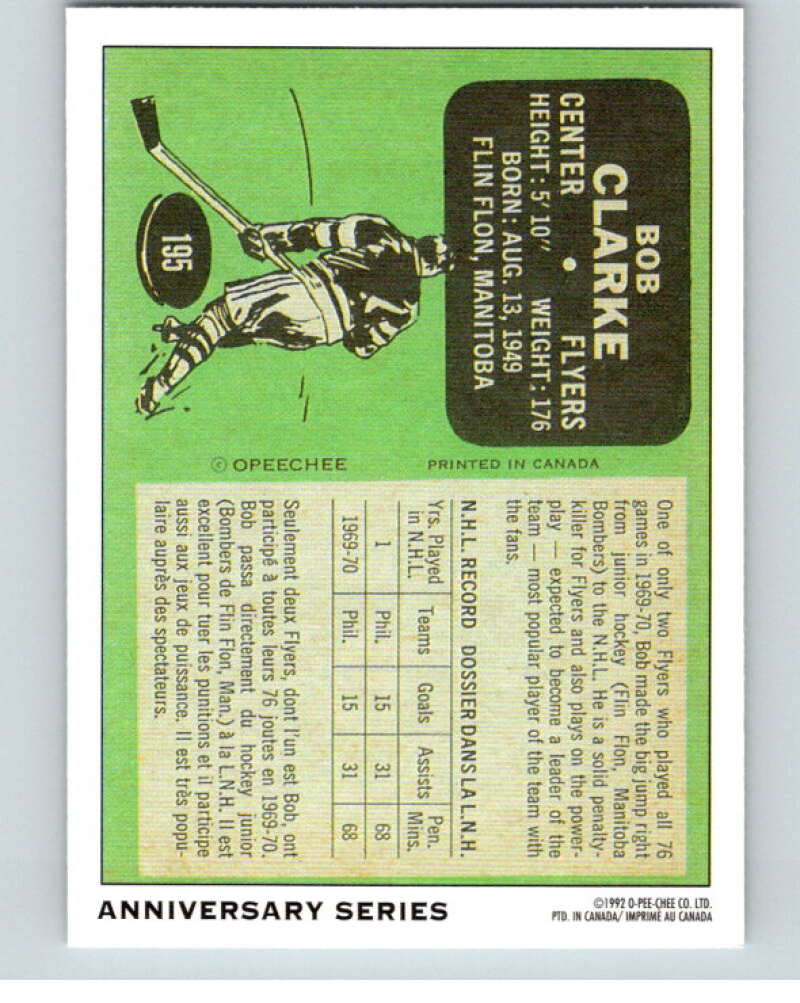 BOB
CLARKE
CENTER • FLYERS
HEIGHT: 5'10" WEIGHT: 176
BORN: AUG. 13, 1949
FLIN FLON, MANITOBA
195
© OPEECHEE PRINTED IN CANADA
One of only two Flyers who played all 76
games in 1969-70, Bob made the big jump right
from junior hockey (Flin Flon, Manitoba
Bombers) to the N.H.L. He is a solid penalty-
killer for Flyers and also plays on the power-
play — expected to become a leader of the
team — most popular player of the team with
the fans.
N.H.L. RECORD DOSSIER DANS LA L.N.H.
Yrs. Played in N.H.L. Teams Goals Assists Pen. Mins.
1 Phil. 15 31 68
1969-70 Phil. 15 31 68
Seulement deux Flyers, dont l'un est Bob, ont
participé à toutes leurs 76 joutes en 1969-70.
Bob passa directement du hockey junior
(Bombers de Flin Flon, Man.) à la L.N.H. Il est
excellent pour tuer les punitions et il participe
aussi aux jeux de puissance. Il est très popu-
laire auprès des spectateurs.
ANNIVERSARY SERIES
©1992 O-PEE-CHEE CO. LTD.
PTD. IN CANADA/IMPRIMÉ AU CANADA